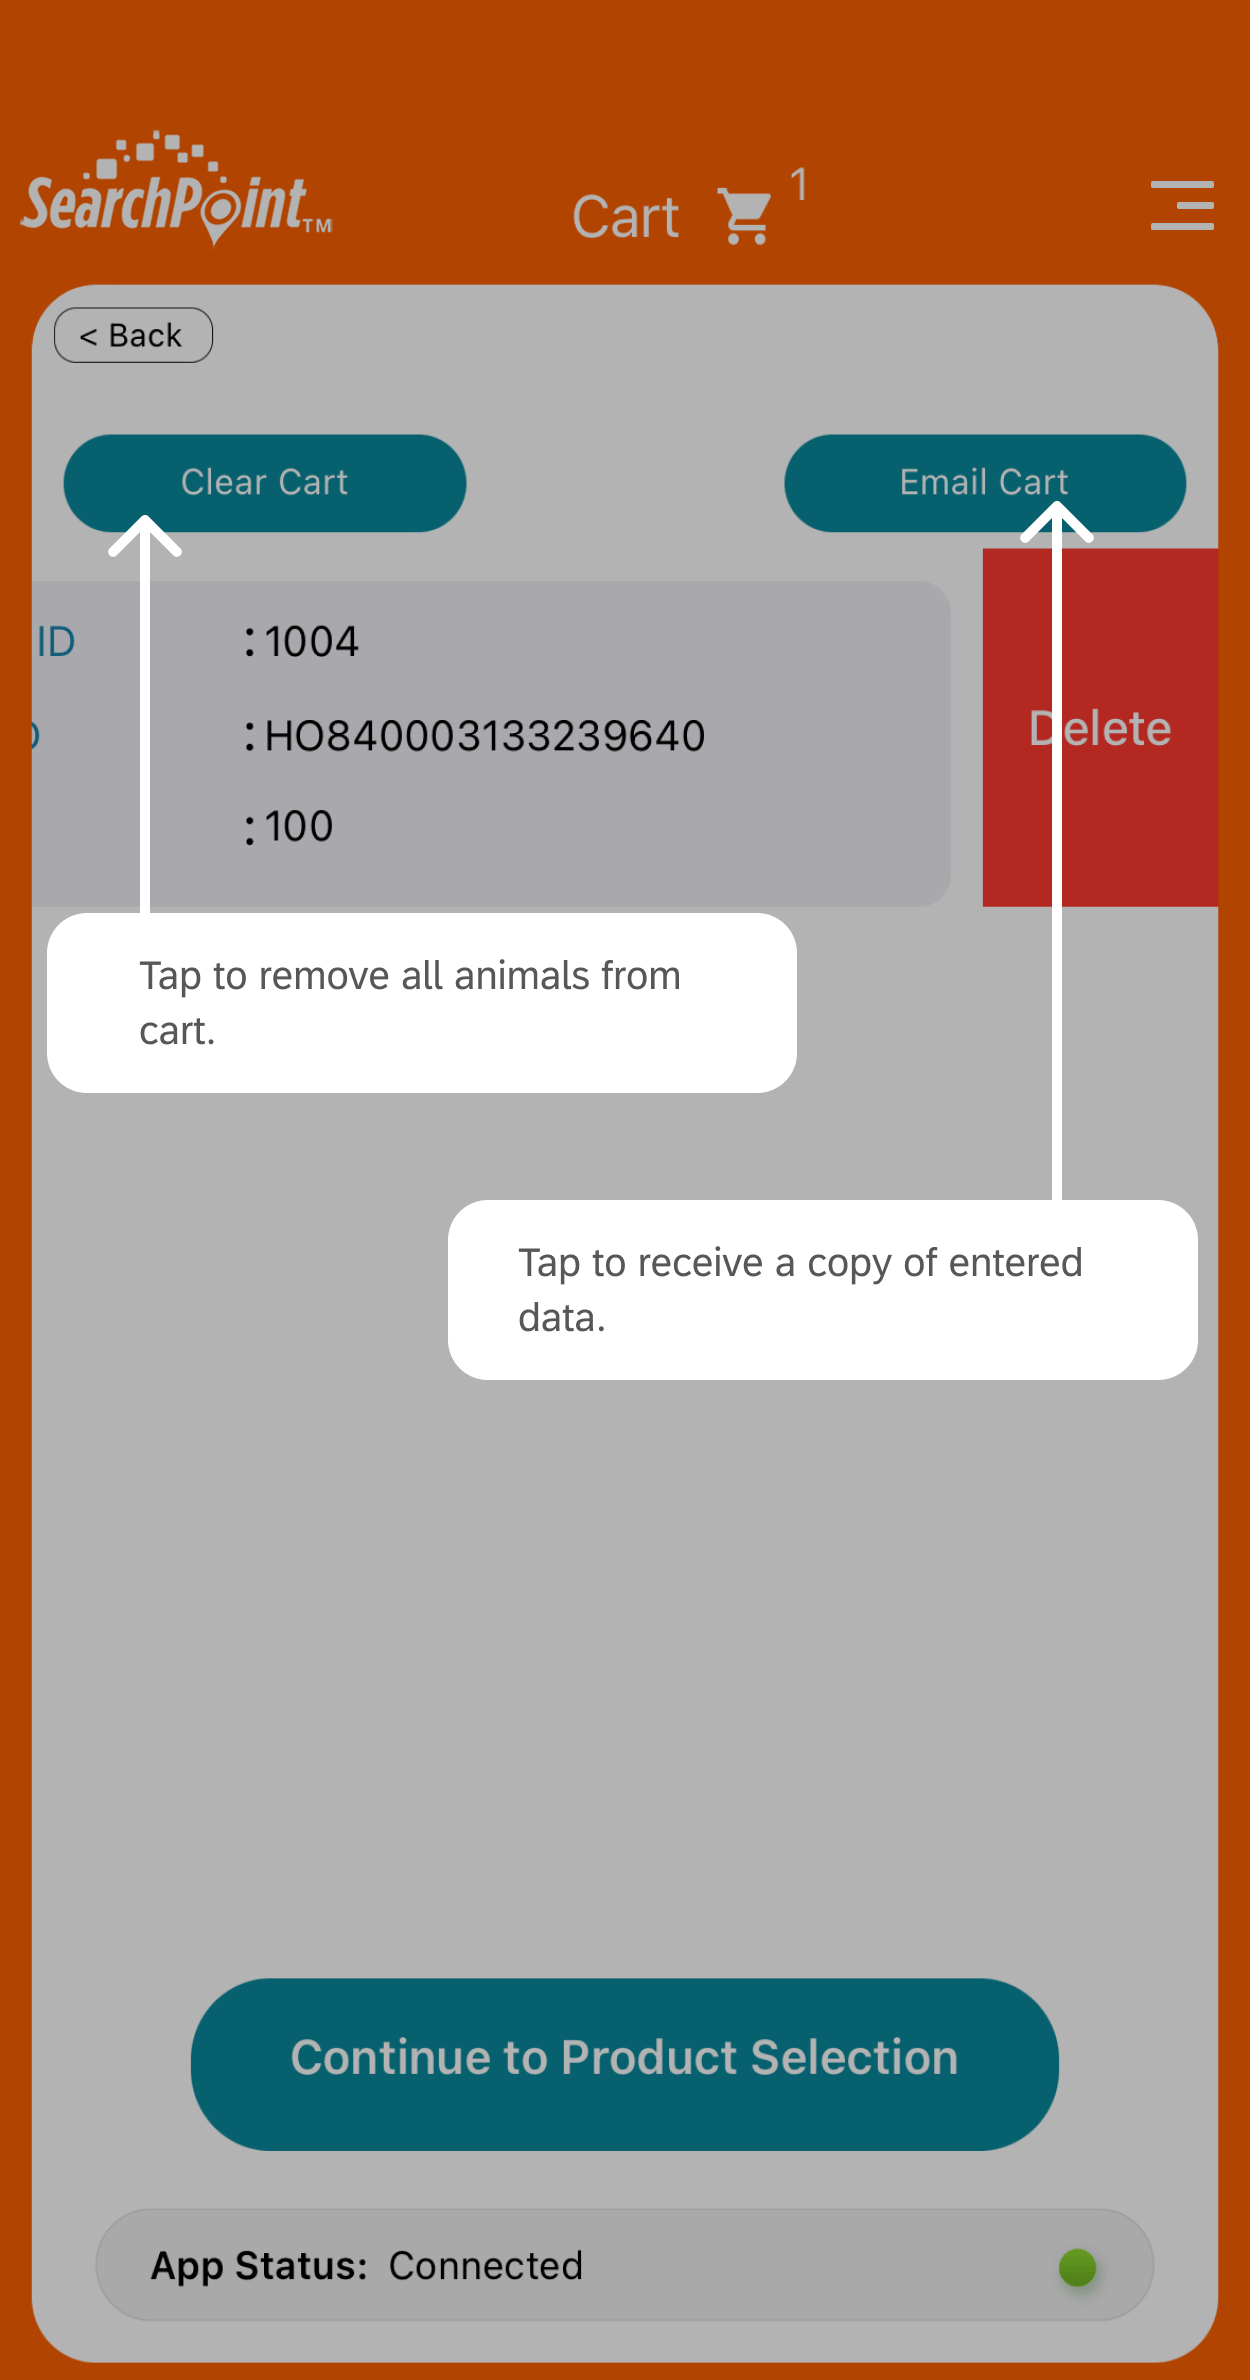 SearchPoint™
Cart 1
< Back
Clear Cart Email Cart
ID : 1004
: HO840003133239640
: 100
Delete
Tap to remove all animals from
cart.
Tap to receive a copy of entered
data.
Continue to Product Selection
App Status: Connected